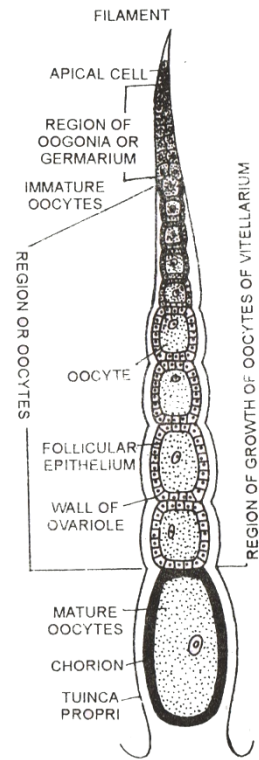 FILAMENT
APICAL CELL
REGION OF
OOGONIA OR
GERMARIUM
IMMATURE
OOCYTES
REGION OR OOCYTES
REGION OF GROWTH OF OOCYTES OF VITELLARIUM
OOCYTE
FOLLICULAR
EPITHELIUM
WALL OF
OVARIOLE
MATURE
OOCYTES
CHORION
TUINCA
PROPRI